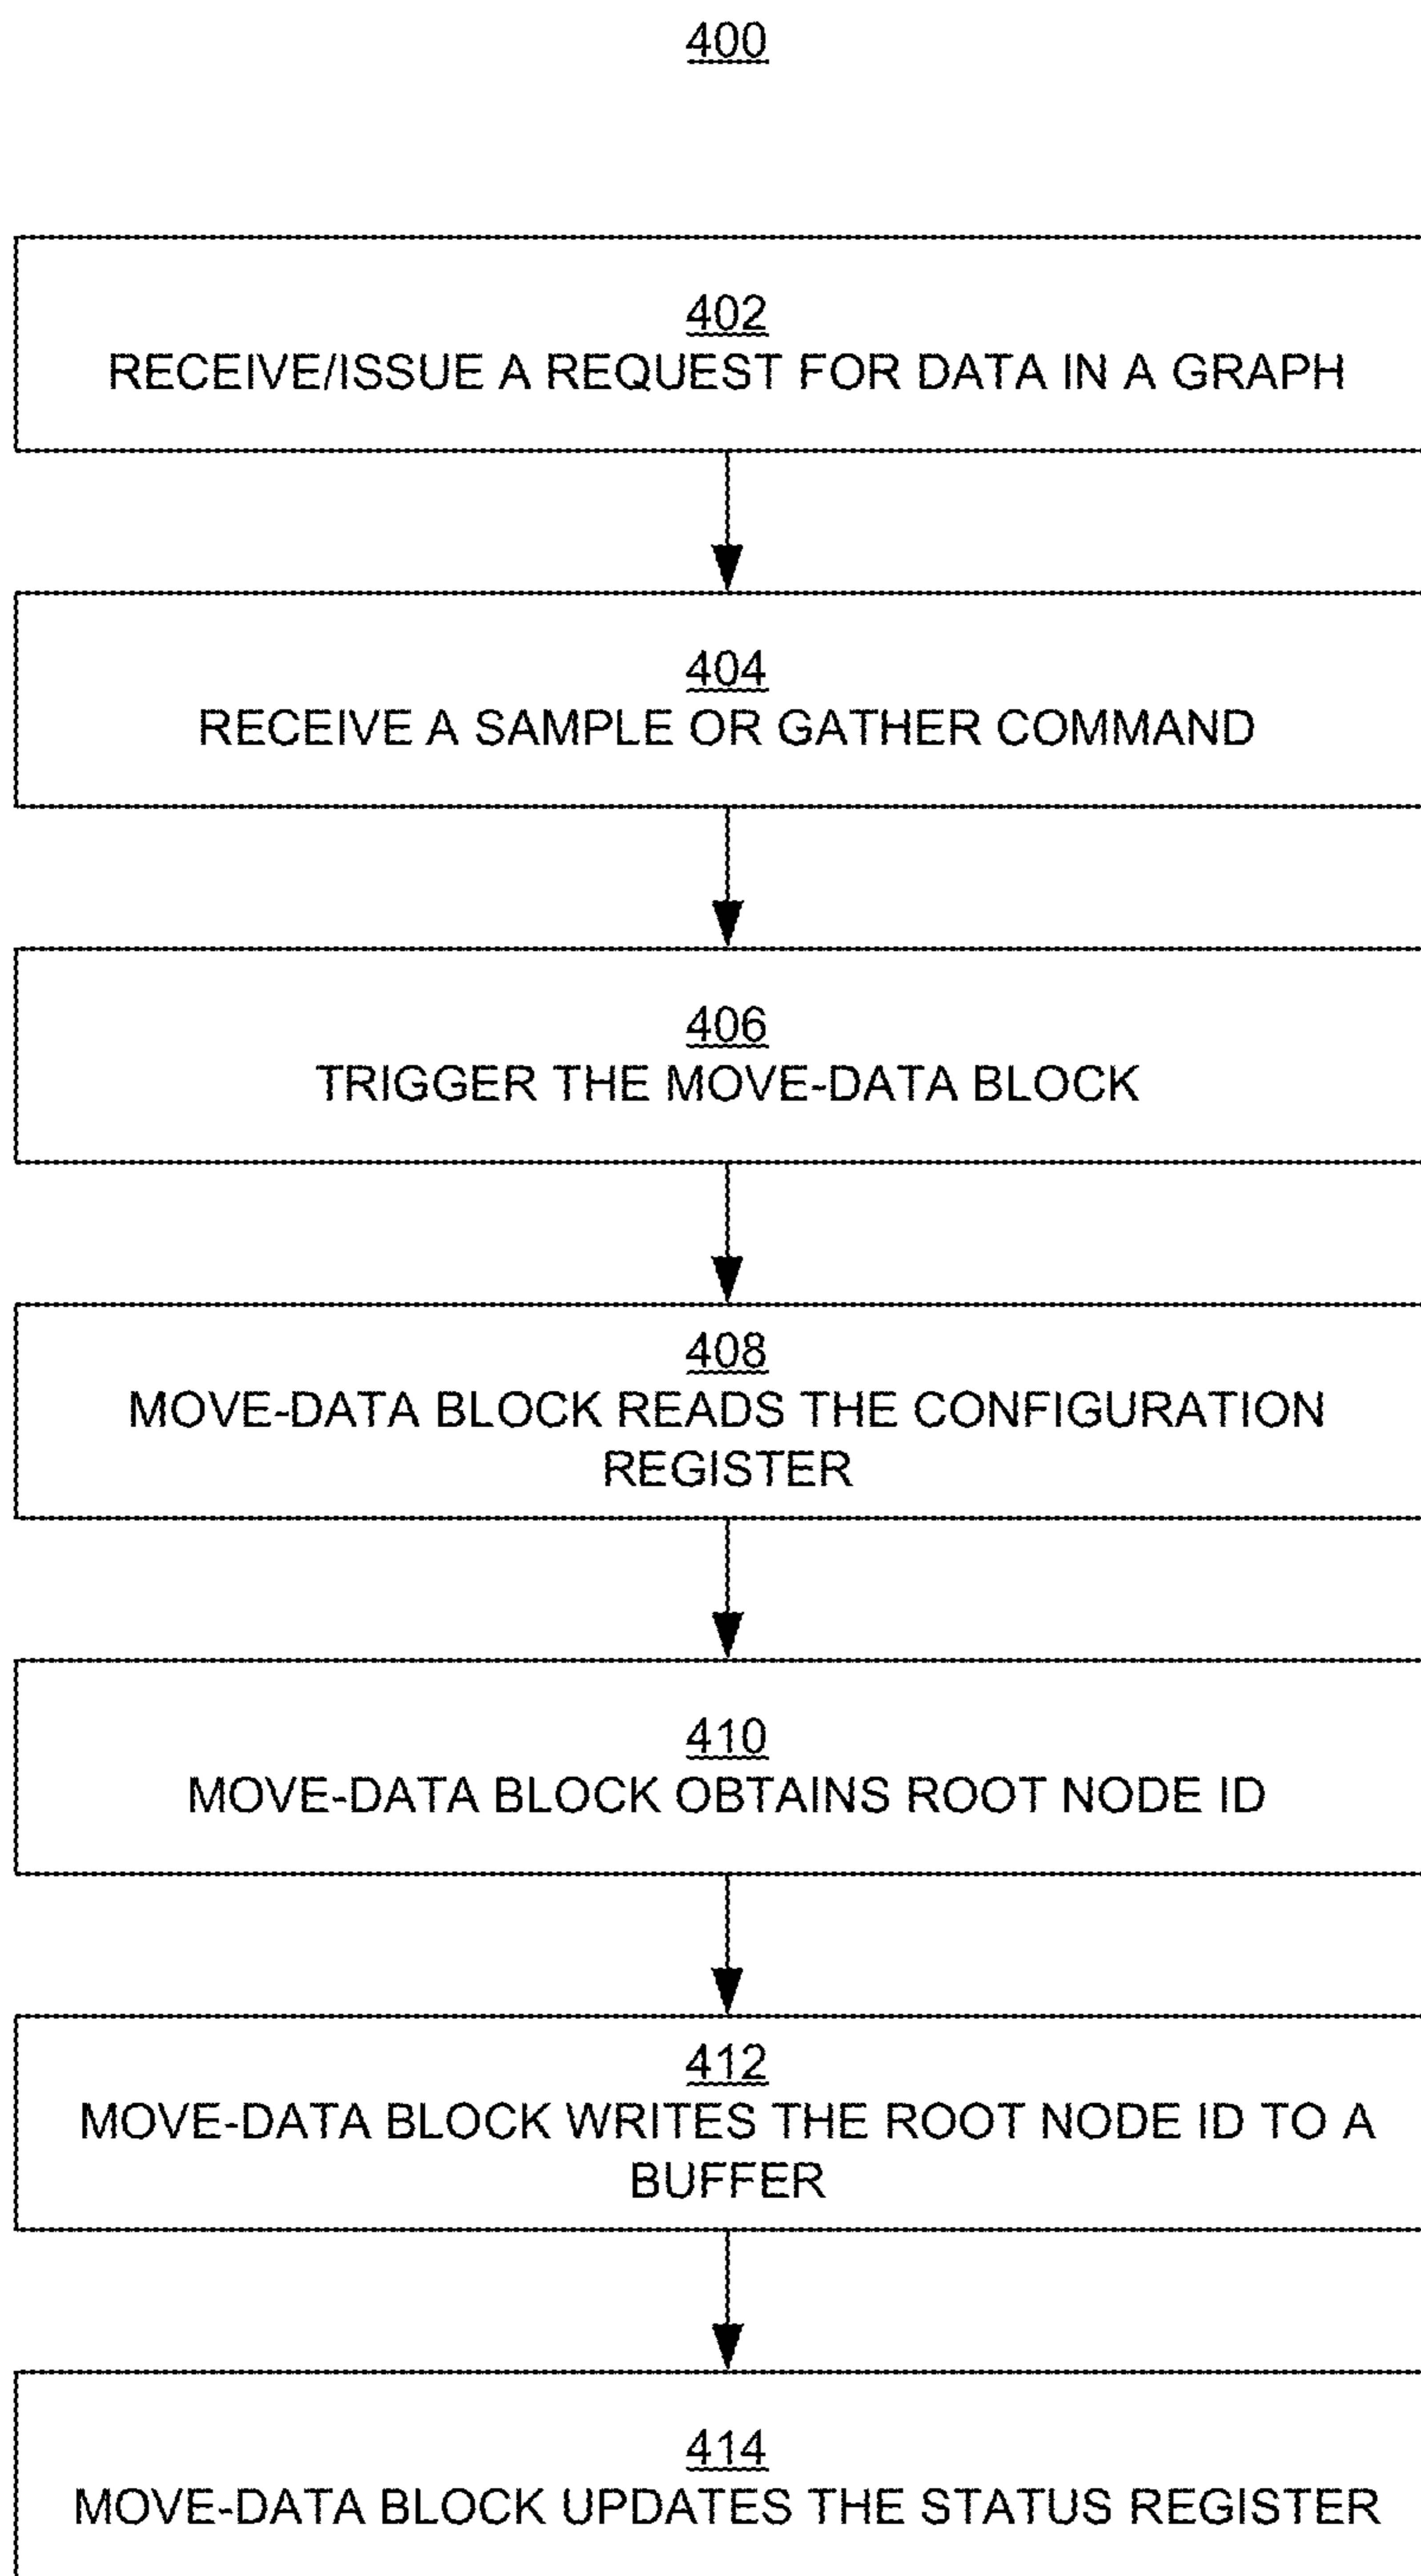 400
402
RECEIVE/ISSUE A REQUEST FOR DATA IN A GRAPH
404
RECEIVE A SAMPLE OR GATHER COMMAND
406
TRIGGER THE MOVE-DATA BLOCK
408
MOVE-DATA BLOCK READS THE CONFIGURATION
REGISTER
410
MOVE-DATA BLOCK OBTAINS ROOT NODE ID
412
MOVE-DATA BLOCK WRITES THE ROOT NODE ID TO A
BUFFER
414
MOVE-DATA BLOCK UPDATES THE STATUS REGISTER